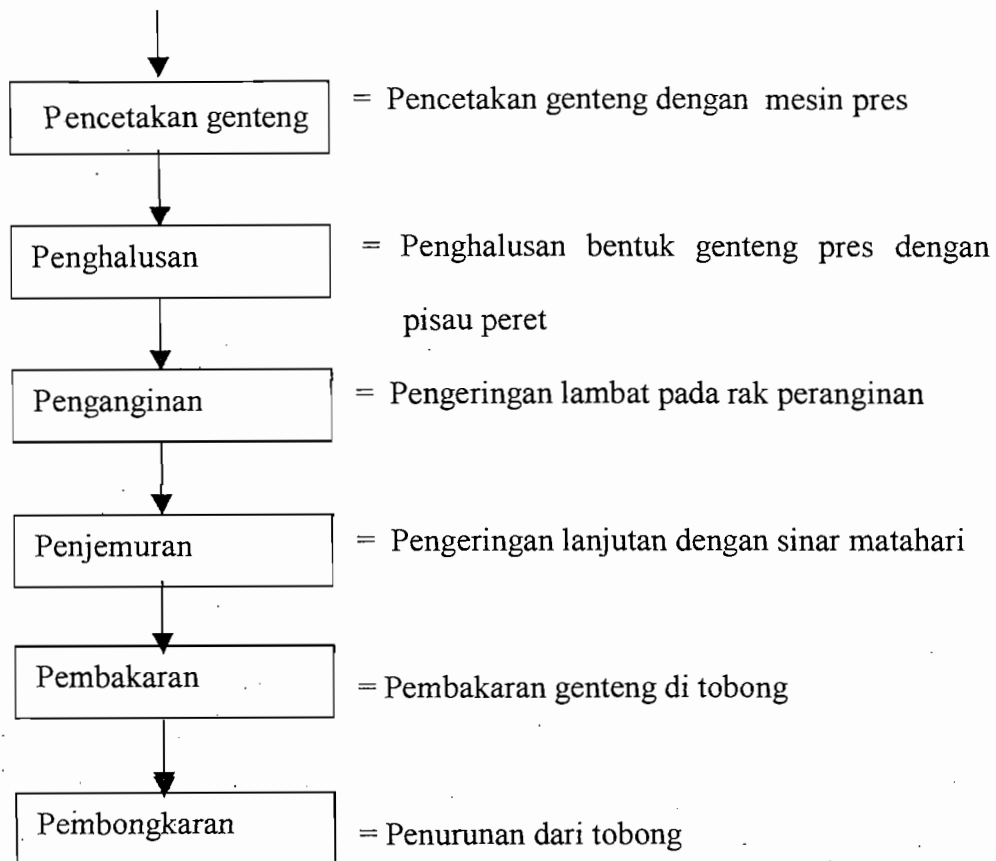 Pencetakan genteng = Pencetakan genteng dengan mesin pres
Penghalusan = Penghalusan bentuk genteng pres dengan
pisau peret
Penganginan = Pengeringan lambat pada rak peranginan
Penjemuran = Pengeringan lanjutan dengan sinar matahari
Pembakaran = Pembakaran genteng di tobong
Pembongkaran = Penurunan dari tobong